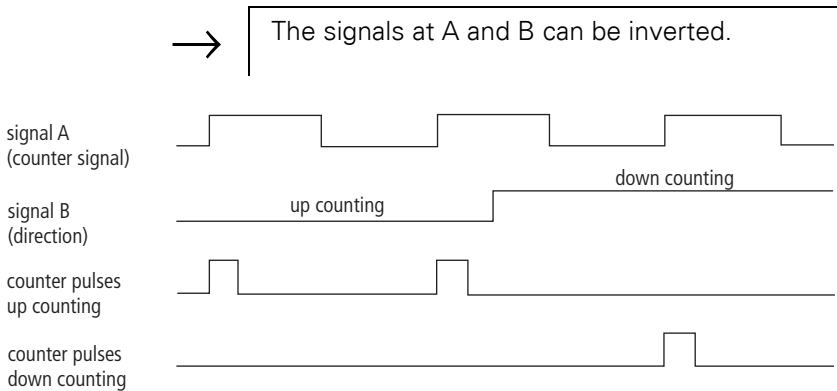 The signals at A and B can be inverted.
signal A
(counter signal)
down counting
signal B
(direction)
up counting
counter pulses
up counting
counter pulses
down counting